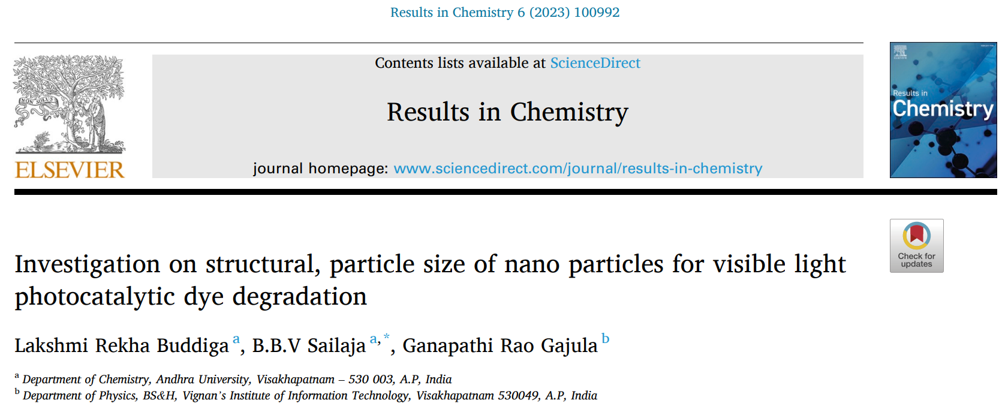 Results in Chemistry 6 (2023) 100992
Contents lists available at ScienceDirect
Results in Chemistry
journal homepage: www.sciencedirect.com/journal/results-in-chemistry
NON SOLUS
ELSEVIER
ELSEVIER
Results in
Chemistry
Check for
updates
Investigation on structural, particle size of nano particles for visible light
photocatalytic dye degradation
Lakshmi Rekha Buddiga a, B.B.V Sailaja a,*, Ganapathi Rao Gajula b
a Department of Chemistry, Andhra University, Visakhapatnam – 530 003, A.P, India
b Department of Physics, BS&H, Vignan's Institute of Information Technology, Visakhapatnam 530049, A.P, India